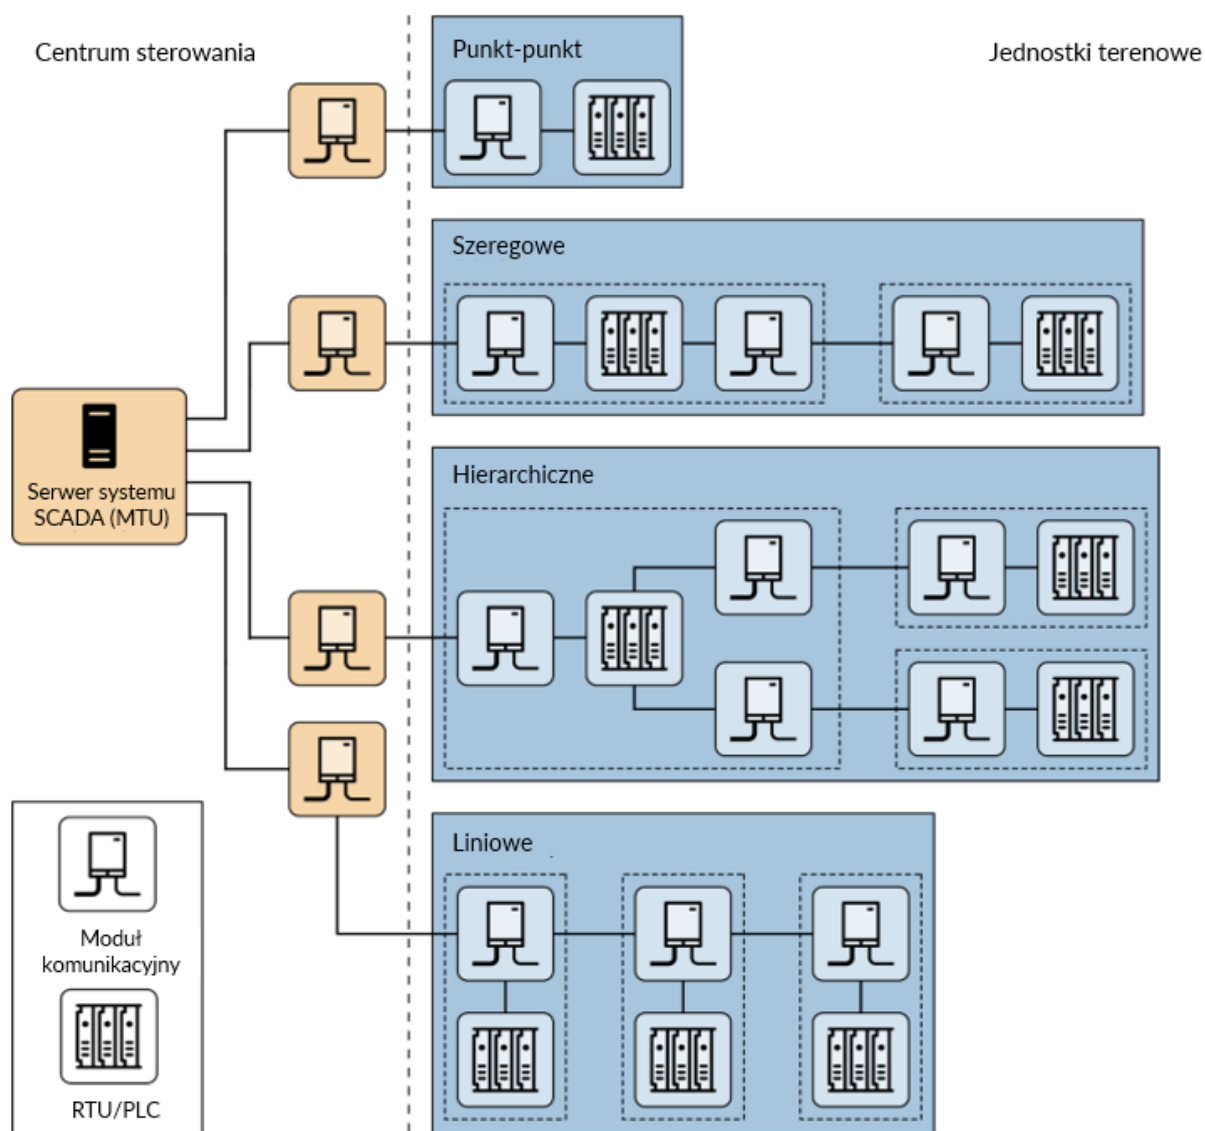 Centrum sterowania
Punkt-punkt
Jednostki terenowe
Szeregowe
Serwer systemu
SCADA (MTU)
Hierarchiczne
Liniowe
Moduł
komunikacyjny
RTU/PLC